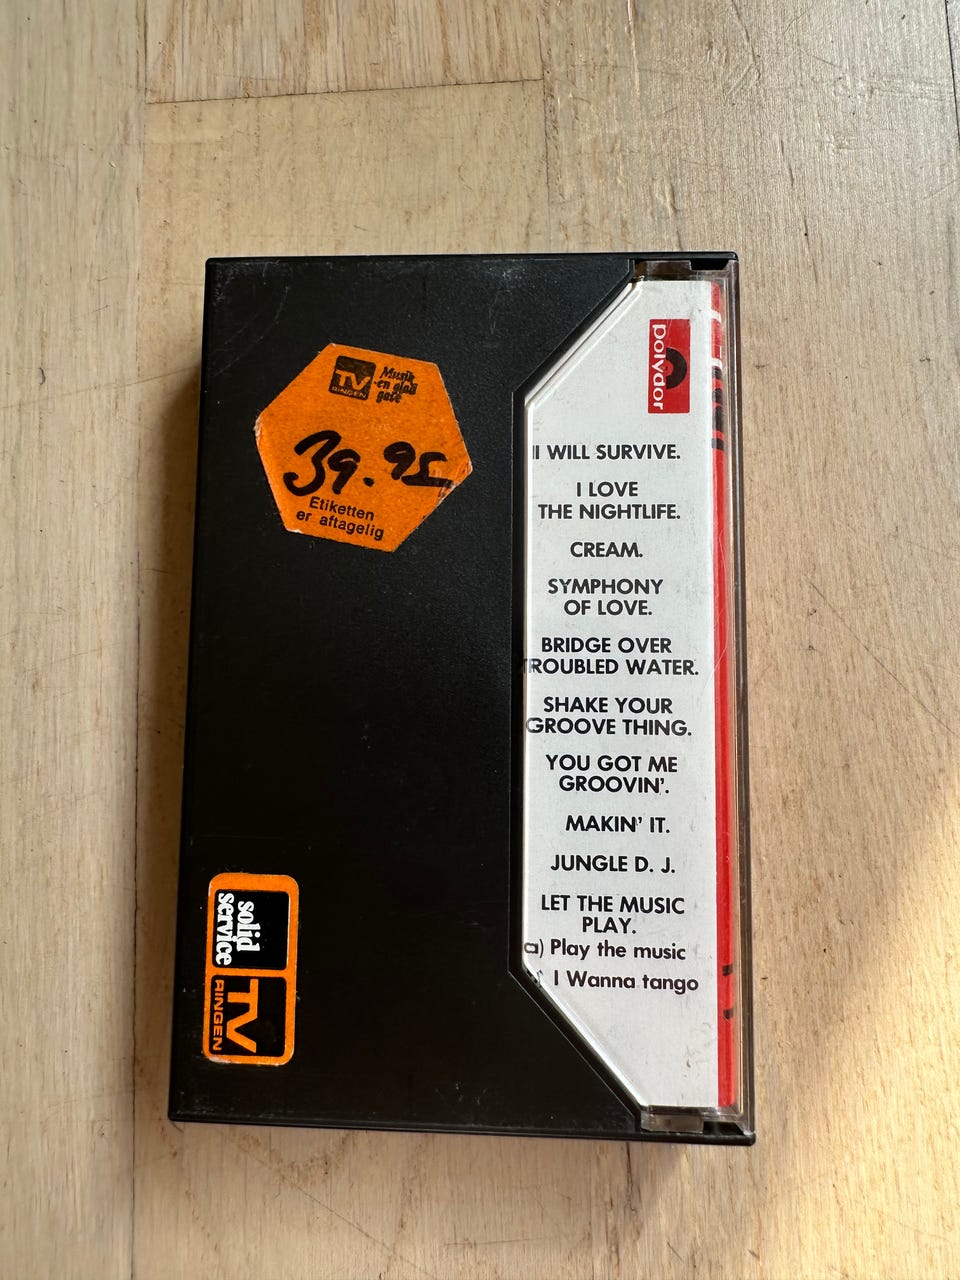 TV
RINGEN
Musik
en glad
gave
39.95
Etiketten
er aftagelig
solid
service
TV
RINGEN
polydor
I WILL SURVIVE.
I LOVE
THE NIGHTLIFE.
CREAM.
SYMPHONY
OF LOVE.
BRIDGE OVER
TROUBLED WATER.
SHAKE YOUR
GROOVE THING.
YOU GOT ME
GROOVIN'.
MAKIN' IT.
JUNGLE D. J.
LET THE MUSIC
PLAY.
a) Play the music
I Wanna tango